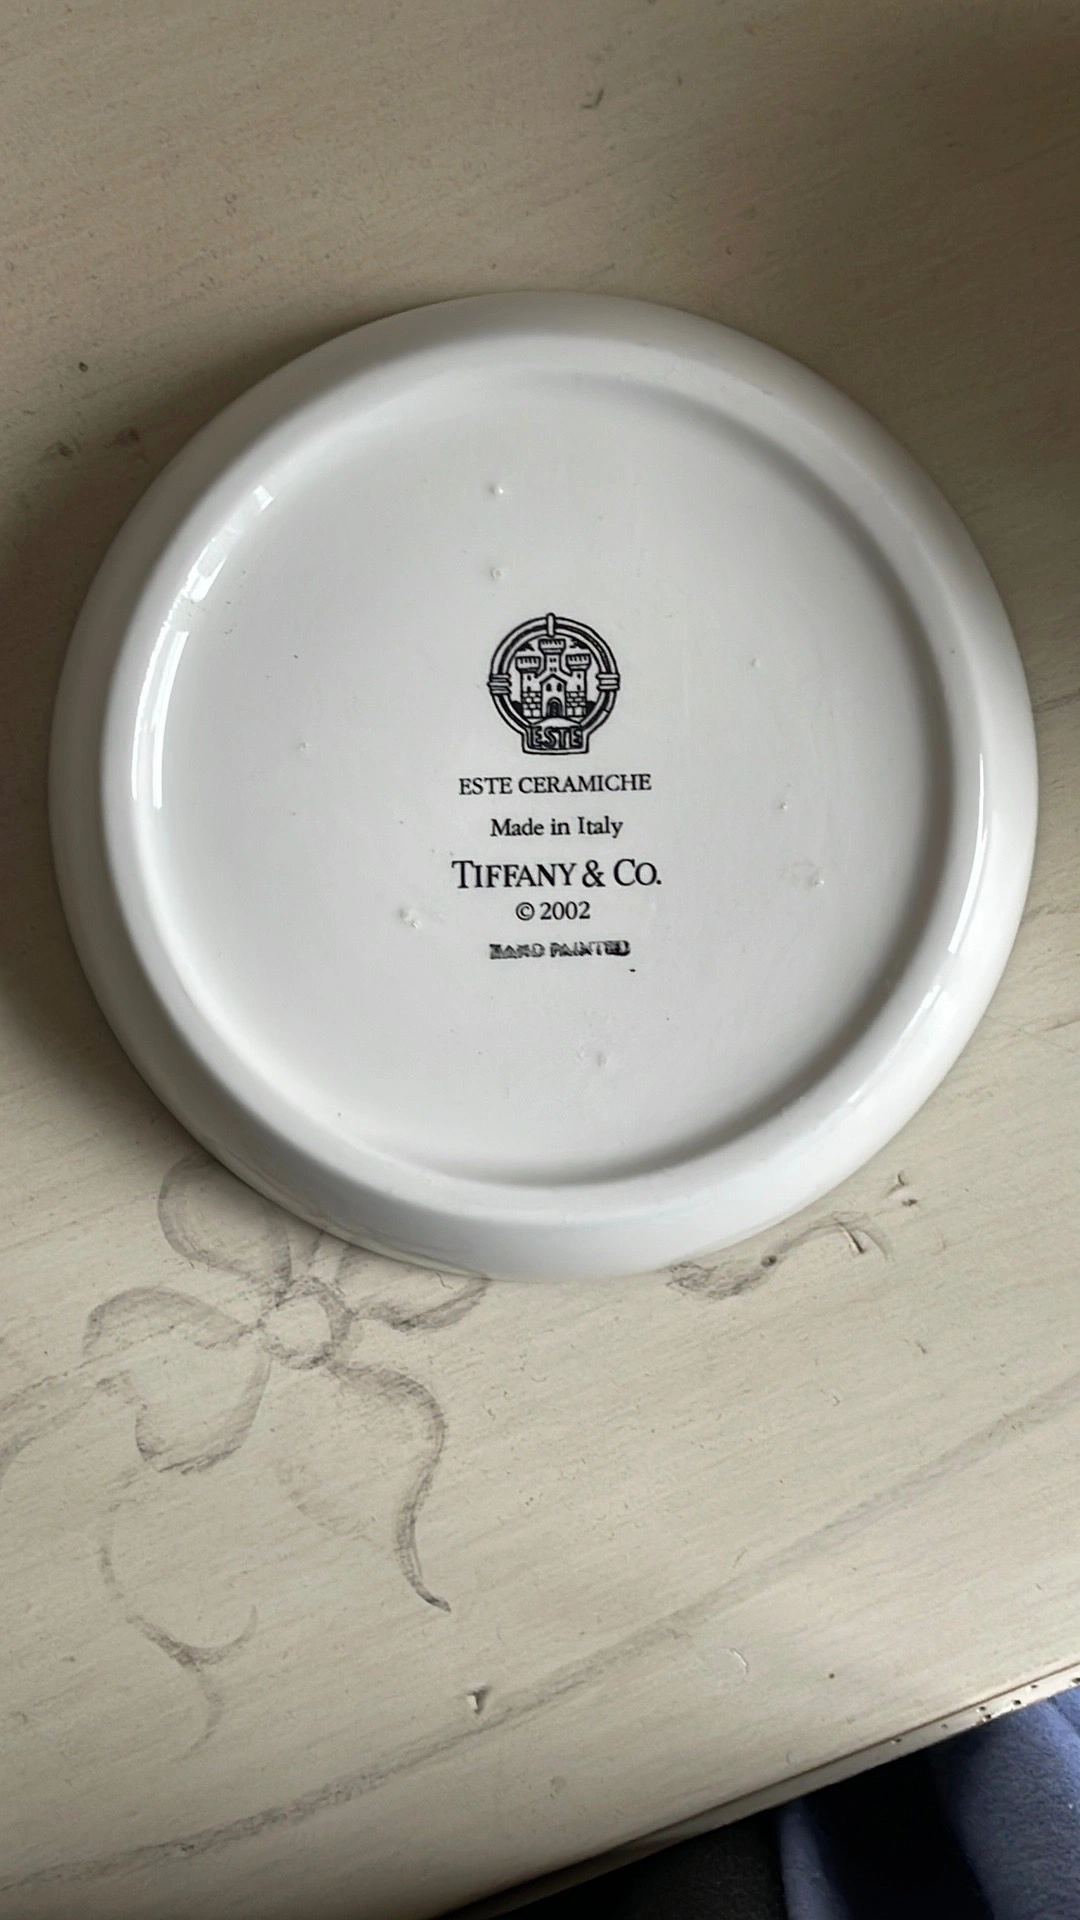 ESTE
ESTE CERAMICHE
Made in Italy
TIFFANY & CO.
© 2002
HAND PAINTED